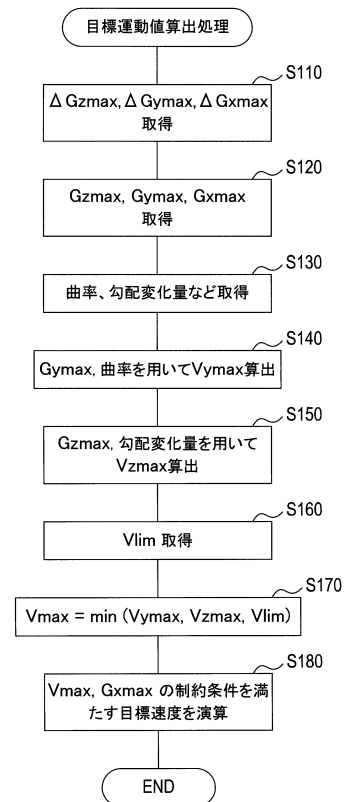 目標運動値算出処理
S110
Δ Gzmax, Δ Gymax, Δ Gxmax
取得
S120
Gzmax, Gymax, Gxmax
取得
S130
曲率、勾配変化量など取得
S140
Gymax, 曲率を用いてVymax算出
S150
Gzmax, 勾配変化量を用いて
Vzmax算出
S160
Vlim 取得
S170
Vmax = min (Vymax, Vzmax, Vlim)
S180
Vmax, Gxmax の制約条件を満
たす目標速度を演算
END